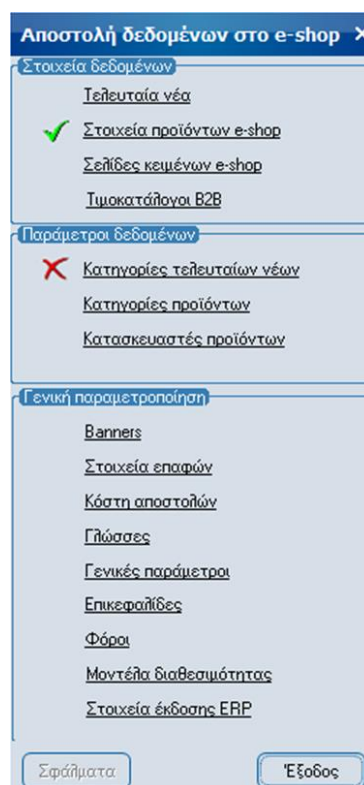 Αποστολή δεδομένων στο e-shop
Στοιχεία δεδομένων
Τελευταία νέα
Στοιχεία προϊόντων e-shop
Σελίδες κειμένων e-shop
Τιμοκατάλογοι B2B
Παράμετροι δεδομένων
Κατηγορίες τελευταίων νέων
Κατηγορίες προϊόντων
Κατασκευαστές προϊόντων
Γενική παραμετροποίηση
Banners
Στοιχεία επαφών
Κόστη αποστολών
Γλώσσες
Γενικές παράμετροι
Επικεφαλίδες
Φόροι
Μοντέλα διαθεσιμότητας
Στοιχεία έκδοσης ERP
Σφάλματα Έξοδος